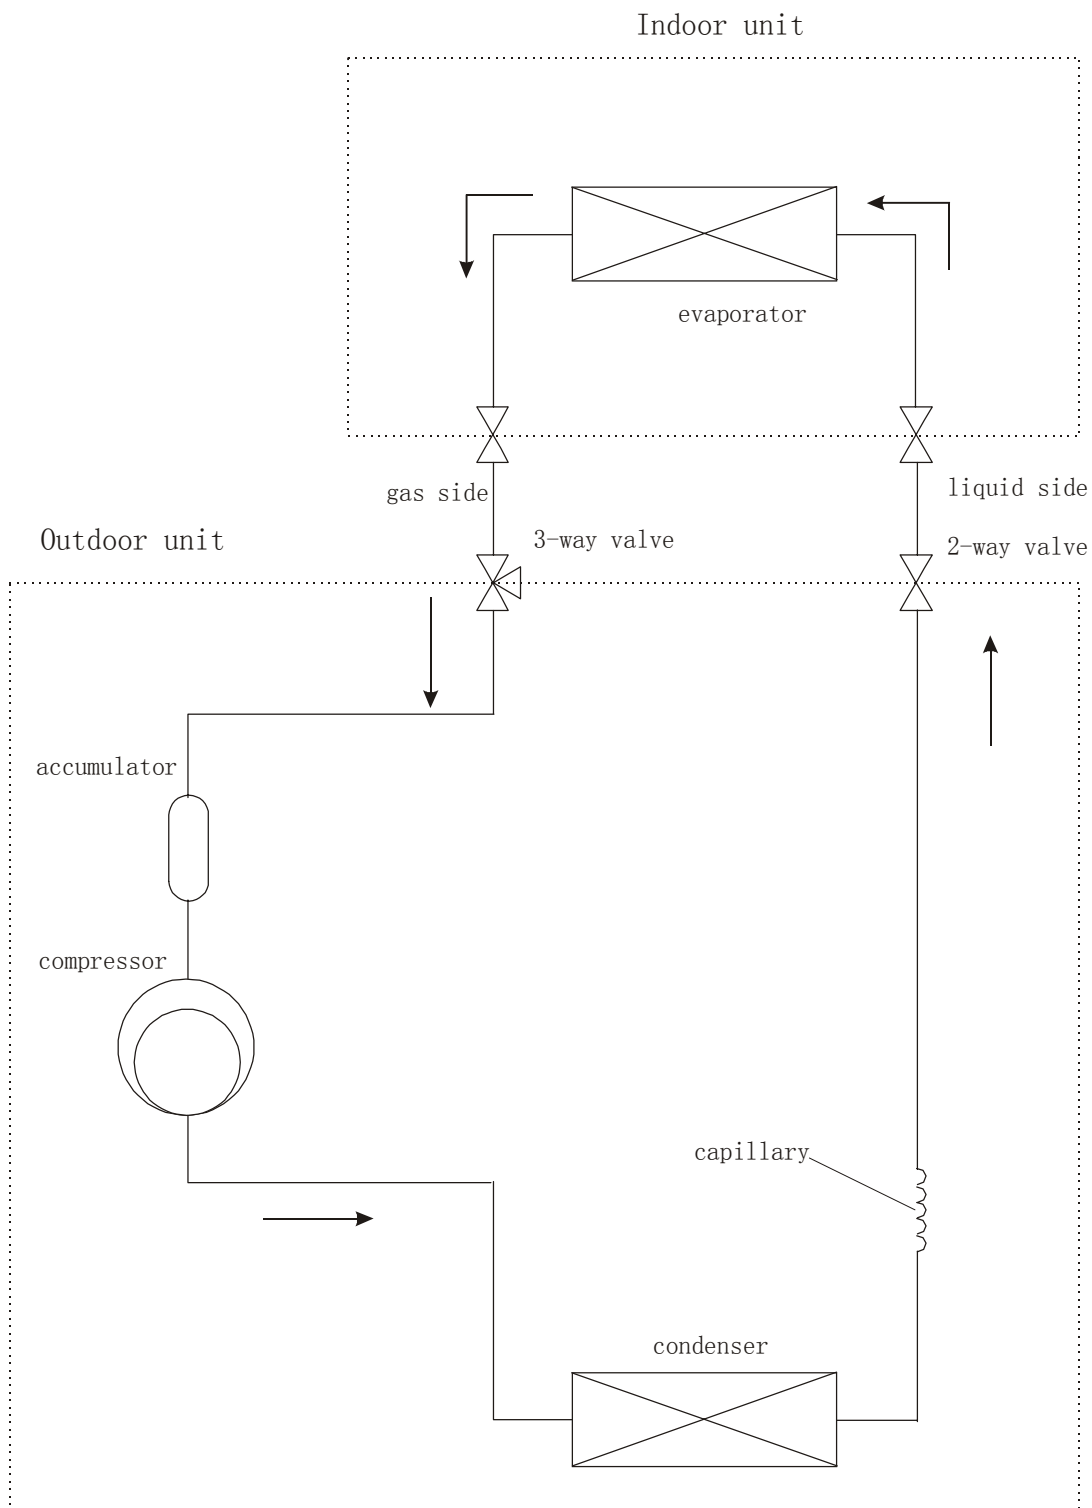 Indoor unit
evaporator
gas side
liquid side
Outdoor unit
3-way valve
2-way valve
accumulator
compressor
capillary
condenser